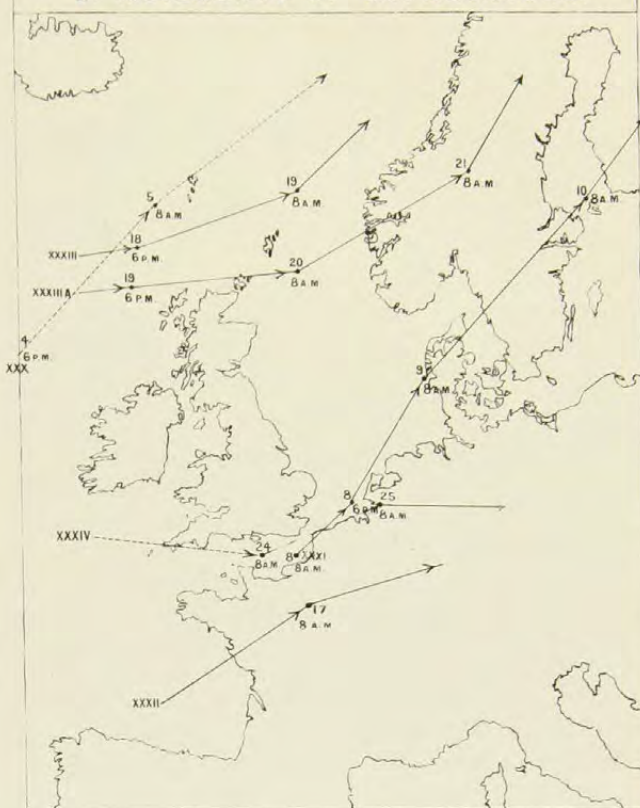 5
8 A.M.
19
8 A.M.
21
8 A.M.
10
8 A.M.
XXXIII
18
6 P.M.
XXXIII A
19
6 P.M.
20
8 A.M.
4
6 P.M.
XXX
9
8 A.M.
8
6 P.M.
25
8 A.M.
XXXIV
24
8 A.M.
8
XXXI
8 A.M.
17
8 A.M.
XXXII